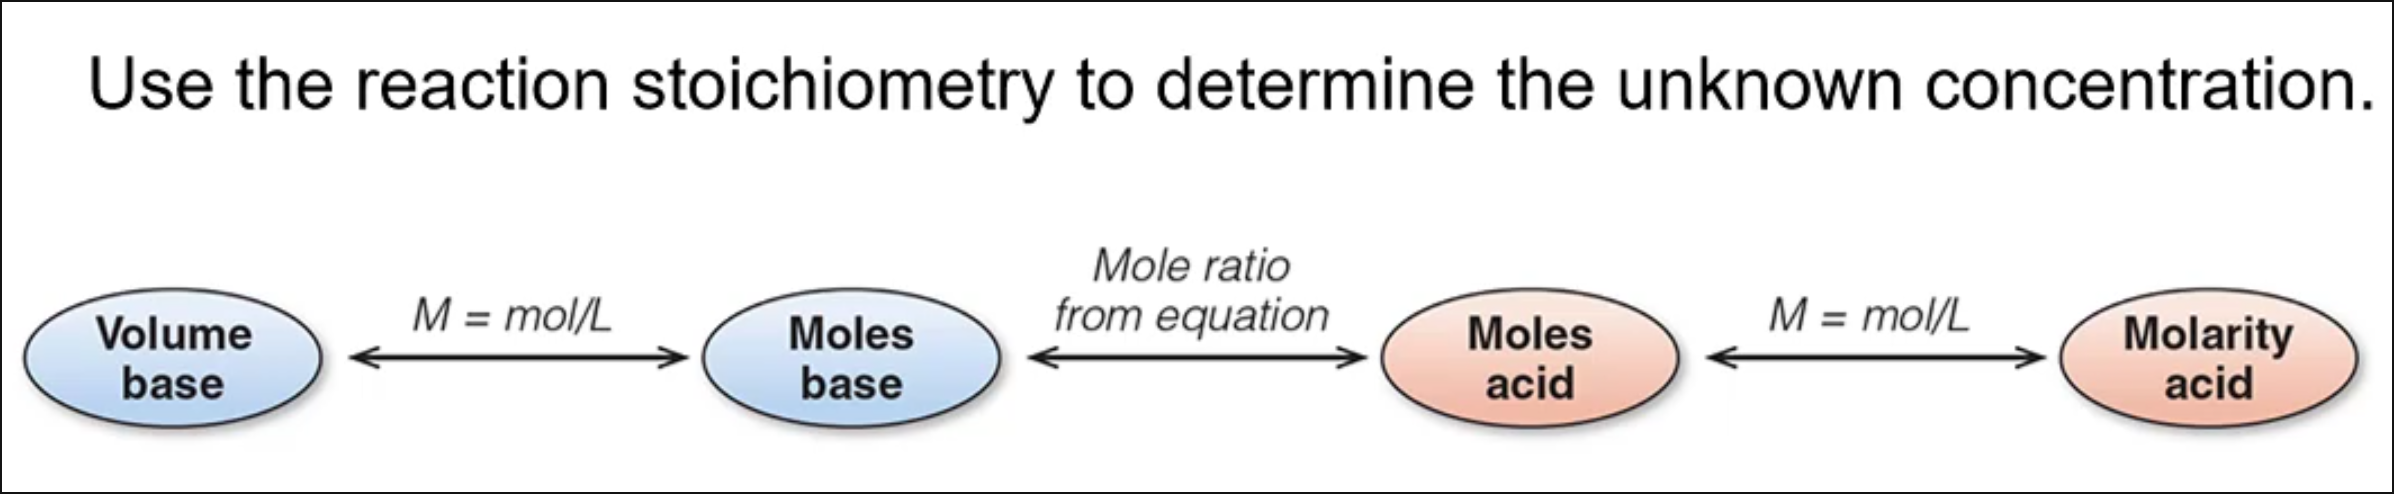 Use the reaction stoichiometry to determine the unknown concentration.
Volume
base
M = mol/L
Moles
base
Mole ratio
from equation
Moles
acid
M = mol/L
Molarity
acid